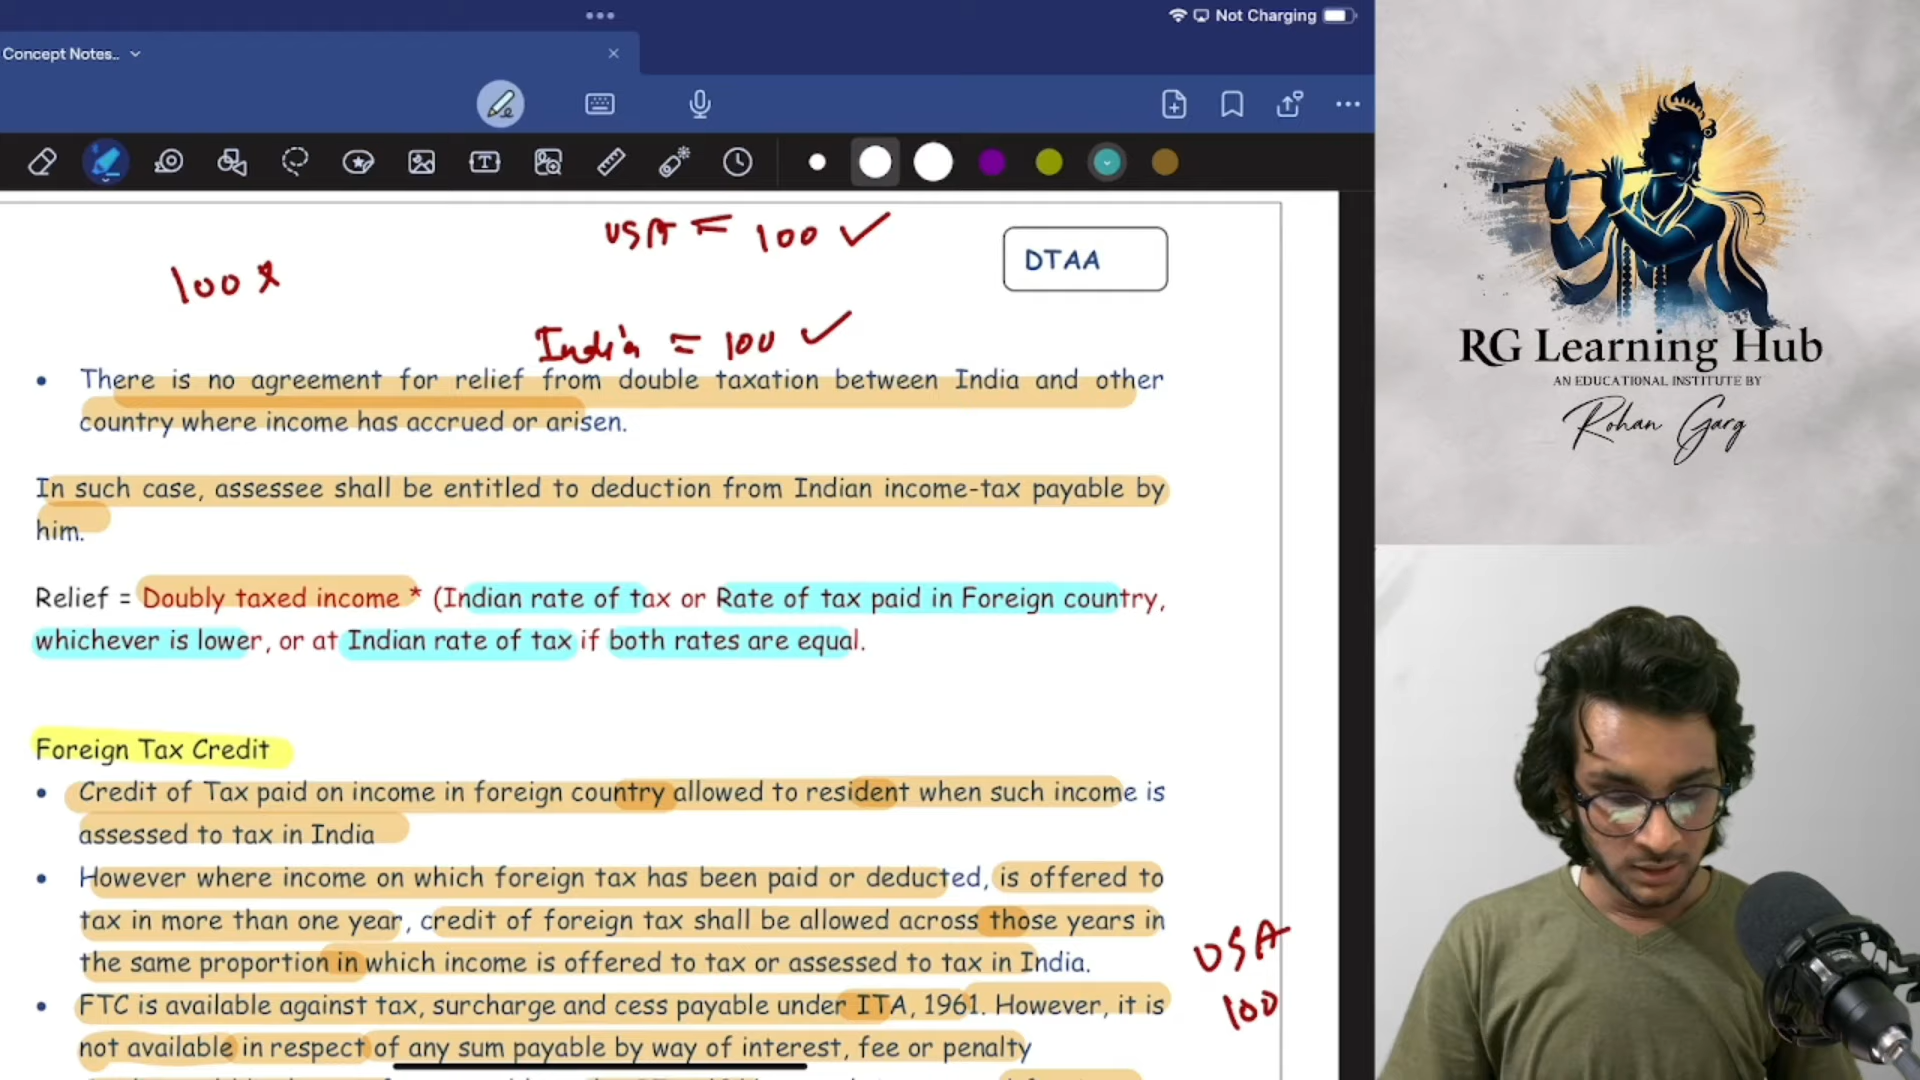 Not Charging
Concept Notes..
USA = 100 ✓
DTAA
100
India = 100 ✓
• There is no agreement for relief from double taxation between India and other
country where income has accrued or arisen.
In such case, assessee shall be entitled to deduction from Indian income-tax payable by
him.
Relief = Doubly taxed income * (Indian rate of tax or Rate of tax paid in Foreign country,
whichever is lower, or at Indian rate of tax if both rates are equal.
Foreign Tax Credit
• Credit of Tax paid on income in foreign country allowed to resident when such income is
assessed to tax in India
• However where income on which foreign tax has been paid or deducted, is offered to
tax in more than one year, credit of foreign tax shall be allowed across those years in
the same proportion in which income is offered to tax or assessed to tax in India.
• FTC is available against tax, surcharge and cess payable under ITA, 1961. However, it is
not available in respect of any sum payable by way of interest, fee or penalty
USA
100
RG Learning Hub
AN EDUCATIONAL INSTITUTE BY
Rohan Garg